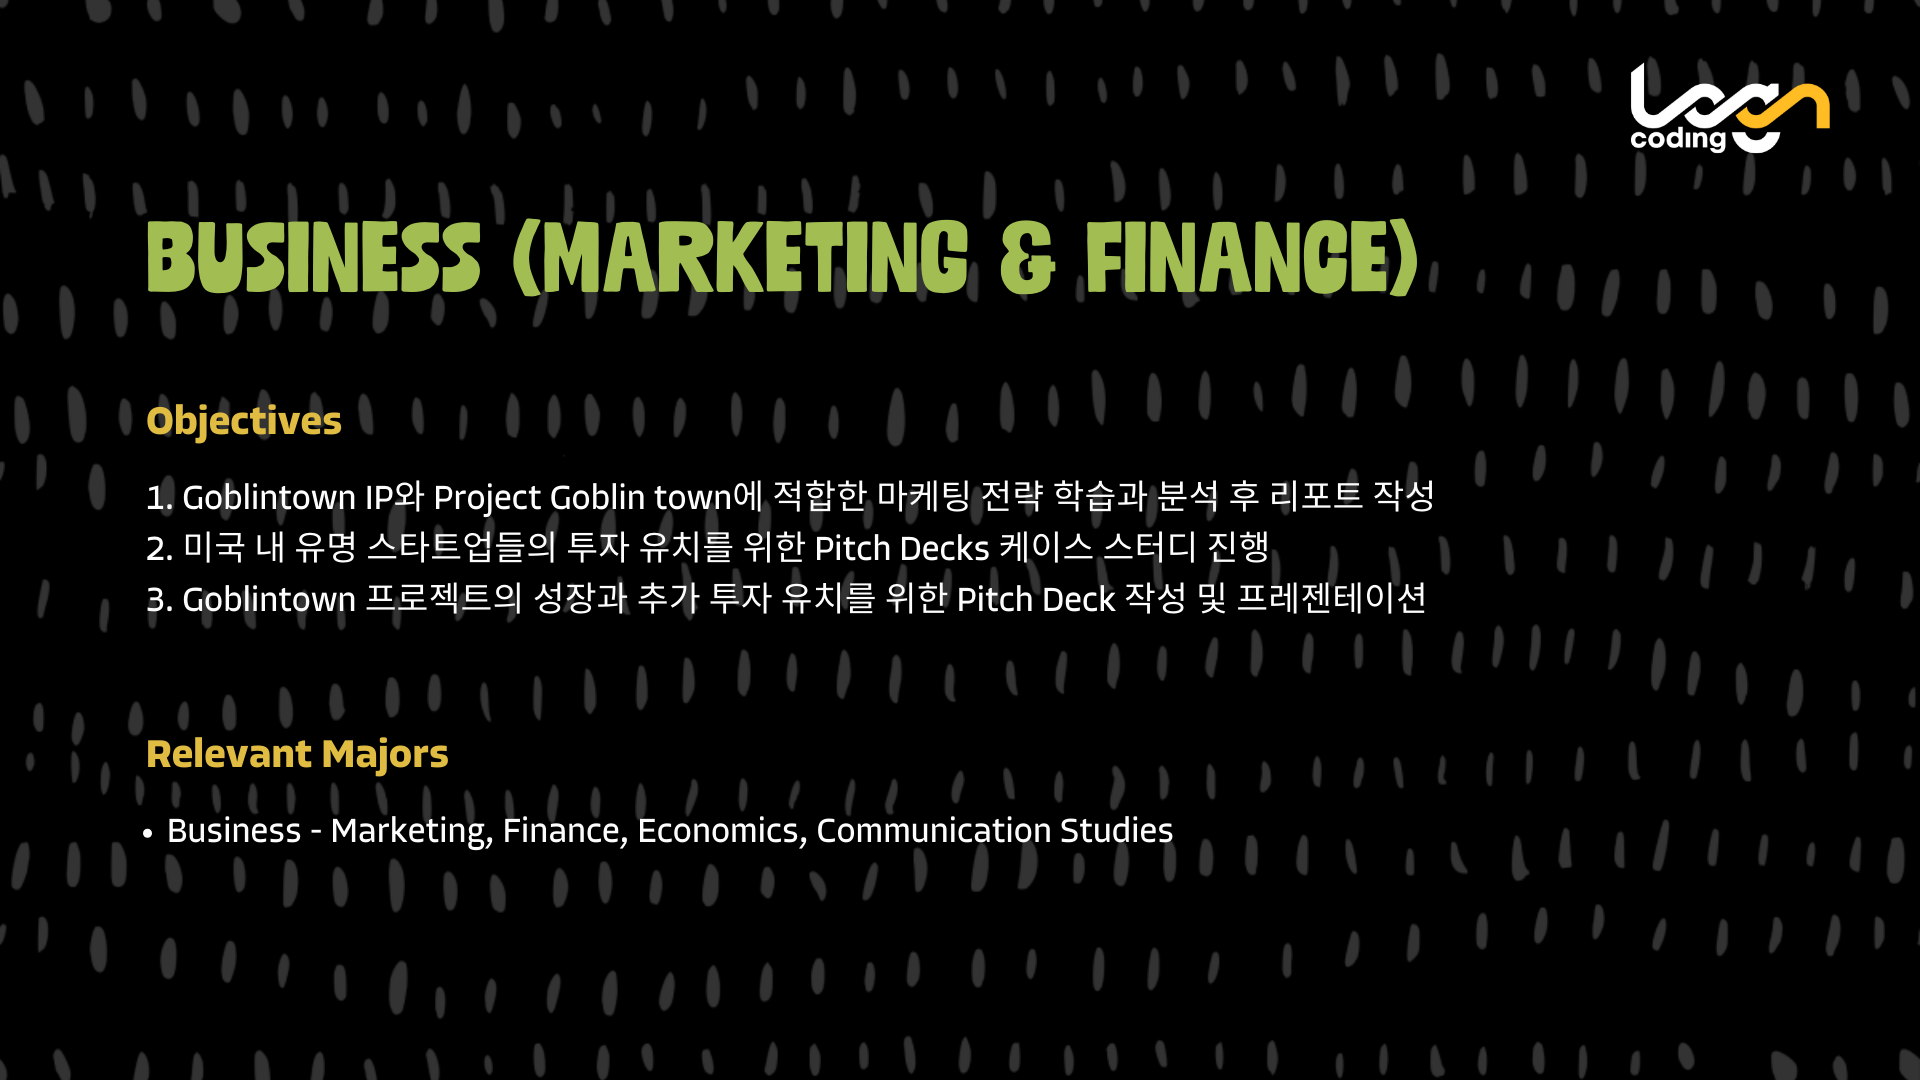 Logon
coding
BUSINESS (MARKETING & FINANCE)
Objectives
1. Goblintown IP와 Project Goblin town에 적합한 마케팅 전략 학습과 분석 후 리포트 작성
2. 미국 내 유명 스타트업들의 투자 유치를 위한 Pitch Decks 케이스 스터디 진행
3. Goblintown 프로젝트의 성장과 추가 투자 유치를 위한 Pitch Deck 작성 및 프레젠테이션
Relevant Majors
• Business - Marketing, Finance, Economics, Communication Studies